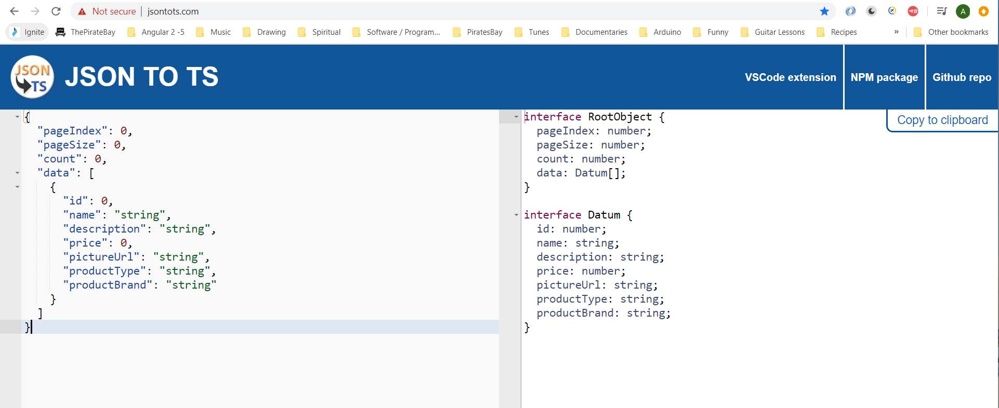 Not secure | jsontots.com A
Ignite ThePirateBay Angular 2 -5 Music Drawing Spiritual Software / Program... PiratesBay Tunes Documentaries Arduino Funny Guitar Lessons Recipes » Other bookmarks
JSON TS JSON TO TS VSCode extension NPM package Github repo
Copy to clipboard
{
"pageIndex": 0,
"pageSize": 0,
"count": 0,
"data": [
{
"id": 0,
"name": "string",
"description": "string",
"price": 0,
"pictureUrl": "string",
"productType": "string",
"productBrand": "string"
}
]
}
interface RootObject {
pageIndex: number;
pageSize: number;
count: number;
data: Datum[];
}
interface Datum {
id: number;
name: string;
description: string;
price: number;
pictureUrl: string;
productType: string;
productBrand: string;
}